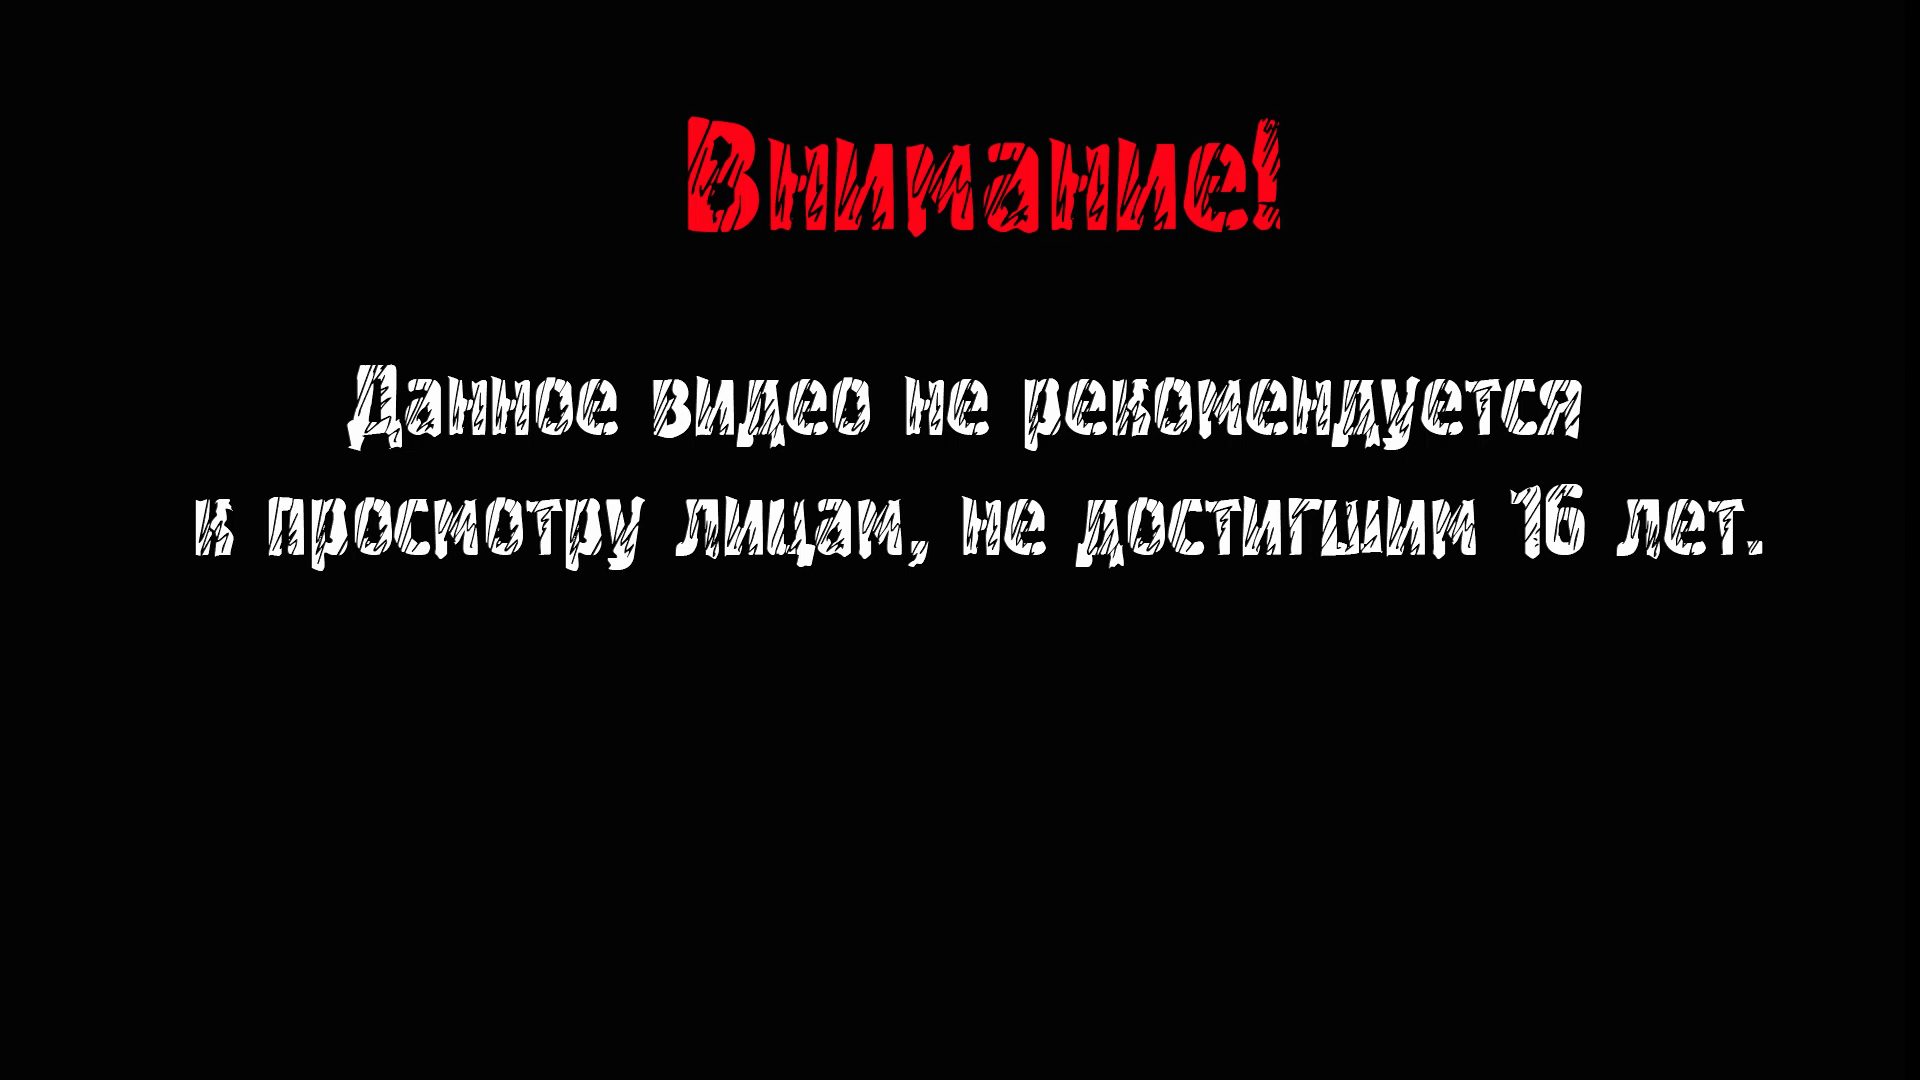 Внимание!
Данное видео не рекомендуется
к просмотру лицам, не достигшим 16 лет.